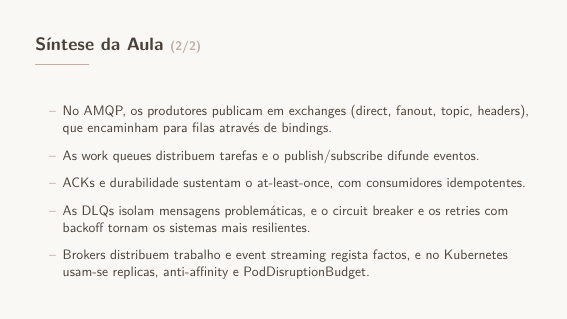 Síntese da Aula (2/2)
– No AMQP, os produtores publicam em exchanges (direct, fanout, topic, headers),
que encaminham para filas através de bindings.
– As work queues distribuem tarefas e o publish/subscribe difunde eventos.
– ACKs e durabilidade sustentam o at-least-once, com consumidores idempotentes.
– As DLQs isolam mensagens problemáticas, e o circuit breaker e os retries com
backoff tornam os sistemas mais resilientes.
– Brokers distribuem trabalho e event streaming regista factos, e no Kubernetes
usam-se replicas, anti-affinity e PodDisruptionBudget.